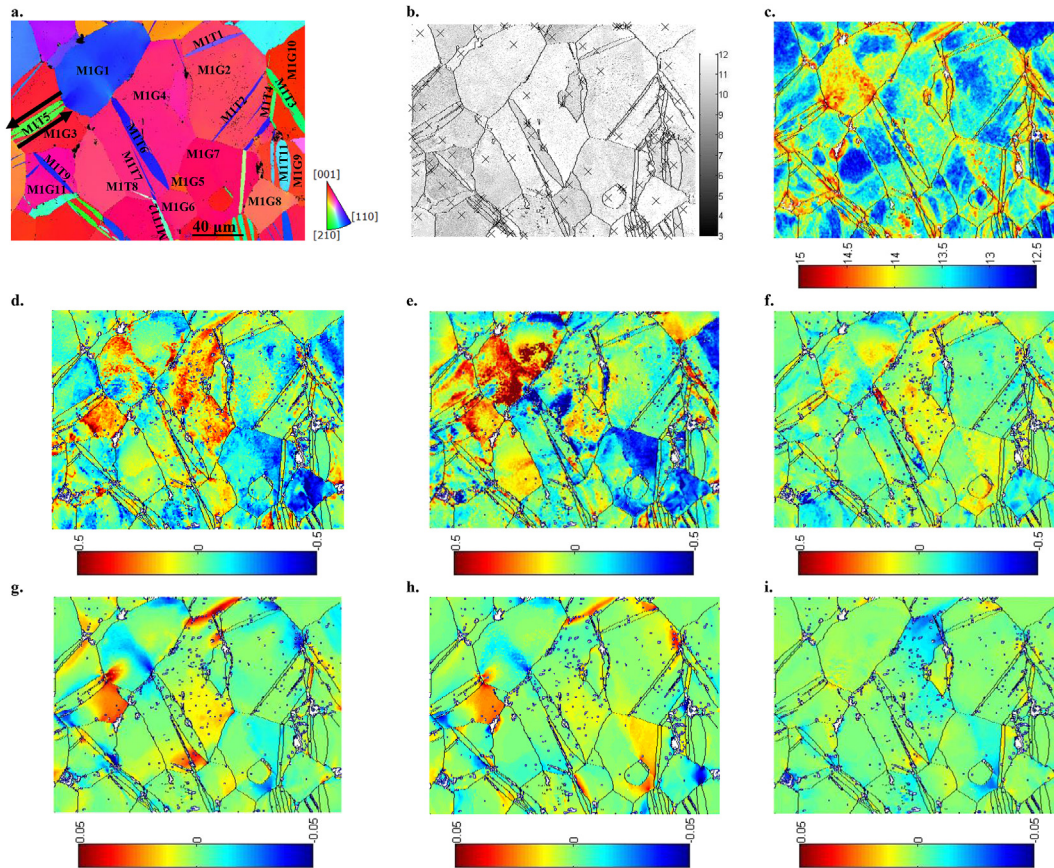 a.
b.
c.
M1G1
M1T1
M1G2
M1G10
M1T3
M1T4
M1T2
M1G4
M1T5
M1G3
M1T6
M1G7
M1T11
M1G9
M1T9
M1G11
M1T7
M1T8
M1G5
M1G6
M1T12
M1G8
40 µm
[001]
[110]
[210]
12
11
10
9
8
7
6
5
4
3
15
14.5
14
13.5
13
12.5
d.
e.
f.
0.5
0
-0.5
0.5
0
-0.5
0.5
0
-0.5
g.
h.
i.
0.05
0
-0.05
0.05
0
-0.05
0.05
0
-0.05